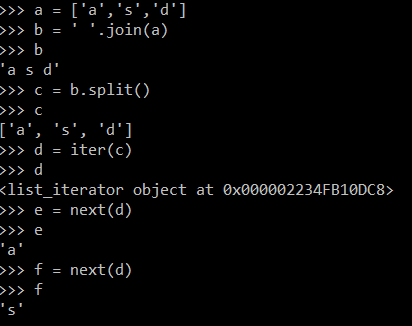 >>> a = ['a','s','d']
>>> b = ' '.join(a)
>>> b
'a s d'
>>> c = b.split()
>>> c
['a', 's', 'd']
>>> d = iter(c)
>>> d
<list_iterator object at 0x000002234FB10DC8>
>>> e = next(d)
>>> e
'a'
>>> f = next(d)
>>> f
's'